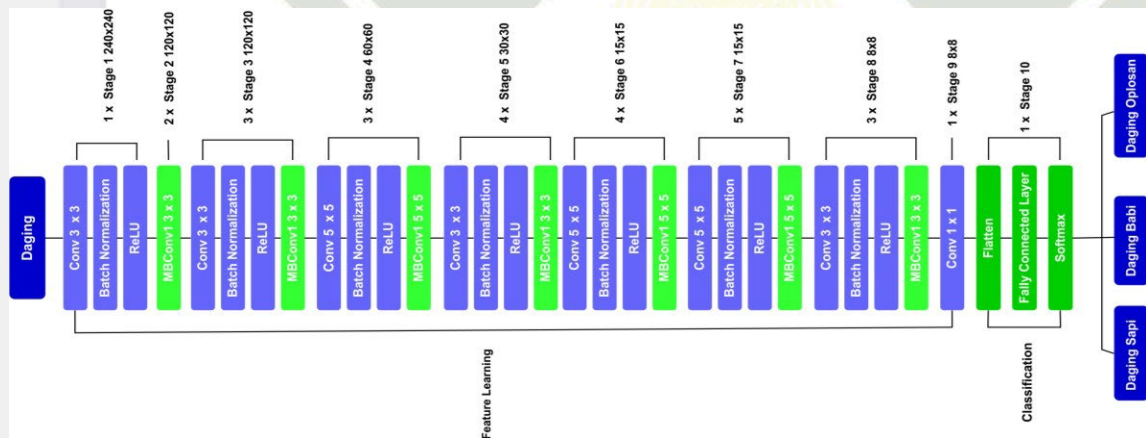 Daging
1 x Stage 1 240x240
Conv 3 x 3
Batch Normalization
ReLU
2 x Stage 2 120x120
MBConv1 3 x 3
3 x Stage 3 120x120
Conv 3 x 3
Batch Normalization
ReLU
MBConv1 3 x 3
3 x Stage 4 60x60
Conv 5 x 5
Batch Normalization
ReLU
MBConv1 5 x 5
4 x Stage 5 30x30
Conv 3 x 3
Batch Normalization
ReLU
MBConv1 3 x 3
4 x Stage 6 15x15
Conv 5 x 5
Batch Normalization
ReLU
MBConv1 5 x 5
5 x Stage 7 15x15
Conv 5 x 5
Batch Normalization
ReLU
MBConv1 5 x 5
3 x Stage 8 8x8
Conv 3 x 3
Batch Normalization
ReLU
MBConv1 3 x 3
1 x Stage 9 8x8
Conv 1 x 1
1 x Stage 10
Flatten
Fally Connected Layer
Softmax
Feature Learning
Classification
Daging Sapi
Daging Babi
Daging Oplosan